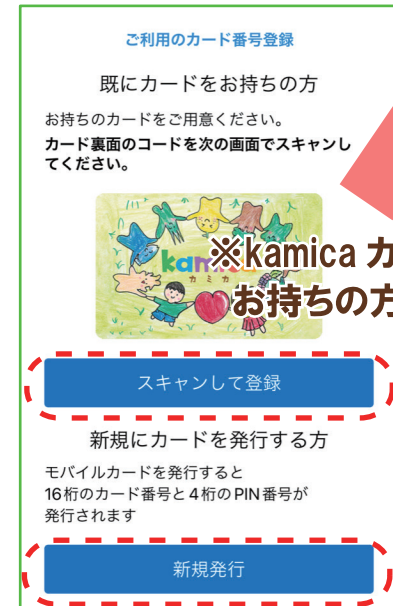 ご利用のカード番号登録
既にカードをお持ちの方
お持ちのカードをご用意ください。
カード裏面のコードを次の画面でスキャンし
てください。
kamica
カミカ
※kamica カ
お持ちの方
スキャンして登録
新規にカードを発行する方
モバイルカードを発行すると
16桁のカード番号と4桁のPIN番号が
発行されます
新規発行